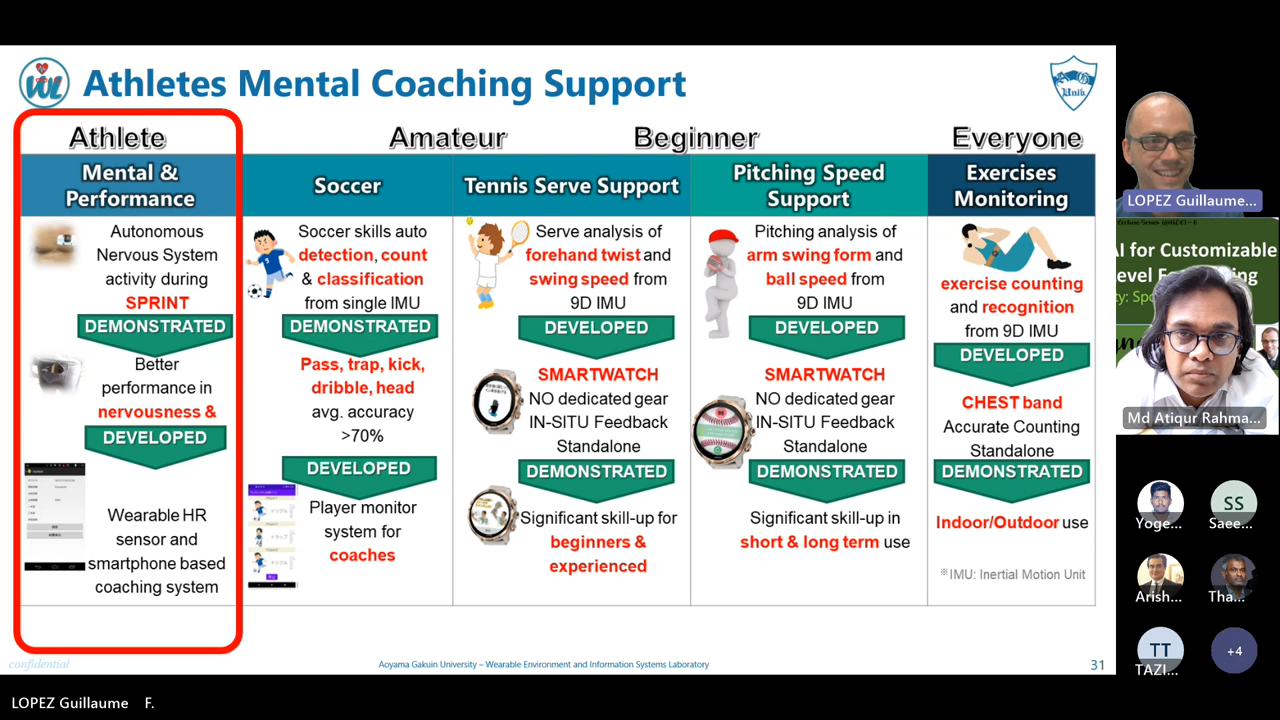 Athletes Mental Coaching Support
Athlete
Amateur
Beginner
Everyone
Mental &
Performance
Autonomous
Nervous System
activity during
SPRINT
DEMONSTRATED
Better
performance in
nervousness &
DEVELOPED
Wearable HR
sensor and
smartphone based
coaching system
Soccer
Soccer skills auto
detection, count
& classification
from single IMU
DEMONSTRATED
Pass, trap, kick,
dribble, head
avg. accuracy
>70%
DEVELOPED
Player monitor
system for
coaches
Tennis Serve Support
Serve analysis of
forehand twist and
swing speed from
9D IMU
DEVELOPED
SMARTWATCH
NO dedicated gear
IN-SITU Feedback
Standalone
DEMONSTRATED
Significant skill-up for
beginners &
experienced
Pitching Speed
Support
Pitching analysis of
arm swing form and
ball speed from
9D IMU
DEVELOPED
SMARTWATCH
NO dedicated gear
IN-SITU Feedback
Standalone
DEMONSTRATED
Significant skill-up in
short & long term use
Exercises
Monitoring
exercise counting
and recognition
from 9D IMU
DEVELOPED
CHEST band
Accurate Counting
Standalone
DEMONSTRATED
Indoor/Outdoor use
※IMU: Inertial Motion Unit
confidential
Aoyama Gakuin University – Wearable Environment and Information Systems Laboratory
31
LOPEZ Guillaume...
AI for Customizable
Md Atiqur Rahma...
Yoge...
SS
Saee...
Arish...
Tha...
TT
TAZI...
+4
LOPEZ Guillaume F.